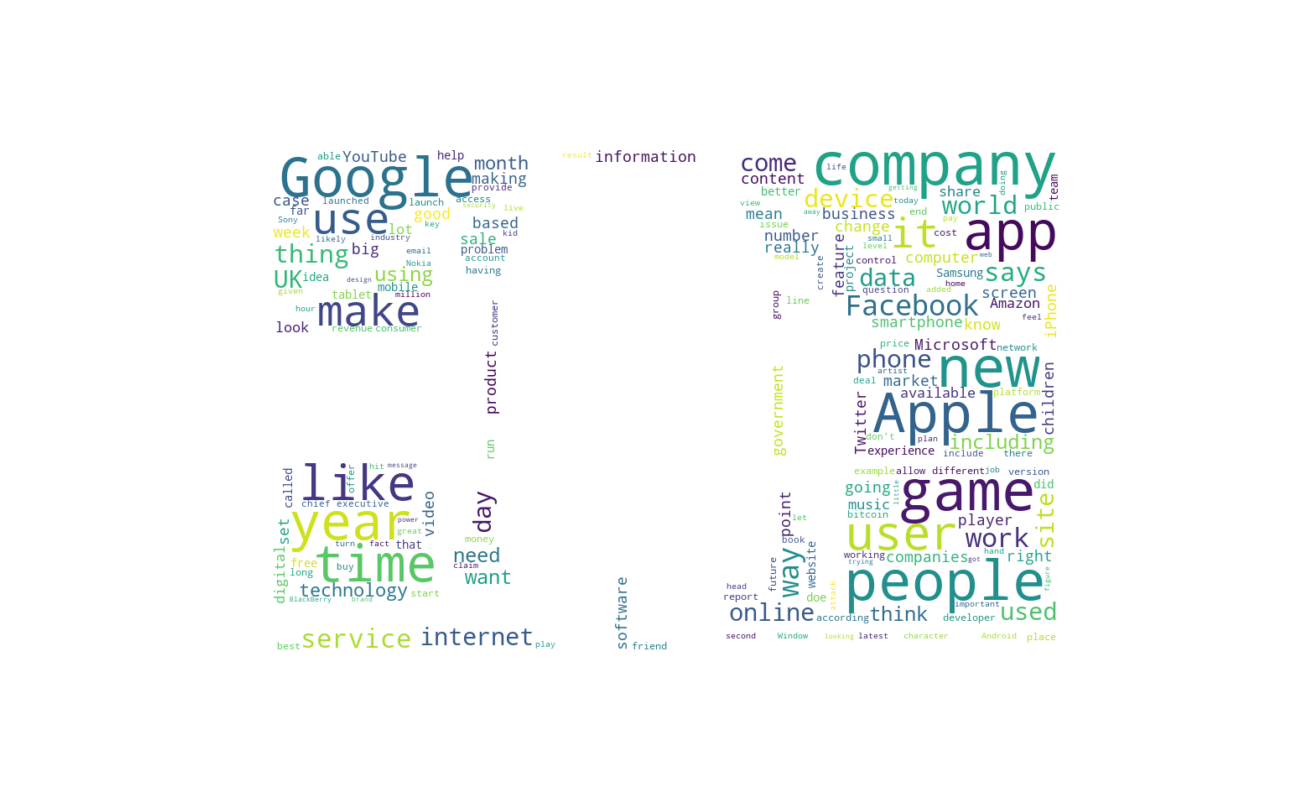 Google
able
YouTube
help
month
making
provide
case
launched
launch
access
security
far
use
good
live
Sony
key
lot
based
week
likely
industry
sale
kid
thing
big
email
problem
account
UK
idea
Nokia
having
design
using
given
mobile
tablet
million
hour
make
look
revenue
consumer
customer
product
run
result
information
come
life
company
content
better
device
getting
share
doing
team
view
away
today
world
public
mean
business
end
pay
issue
change
it
app
number
small
cost
really
level
model
feature
project
control
computer
web
create
data
Samsung
says
question
added
home
group
line
Facebook
screen
Amazon
iPhone
feel
smartphone
know
price
Microsoft
network
phone
new
artist
deal
market
available
platform
children
government
Twitter
Apple
don't
plan
including
experience
include
there
called
like
offer
hit
message
chief executive
year
power
video
day
set
great
turn
fact
that
money
digital
free
time
need
claim
long
buy
want
technology
start
BlackBerry
brand
service
internet
best
play
software
friend
example
allow
different
job
version
going
little
game
did
music
site
bitcoin
point
let
user
player
work
book
way
website
working
companies
hand
got
right
trying
future
people
figure
head
report
doe
attack
important
online
according
think
developer
used
second
Window
looking
latest
character
Android
place